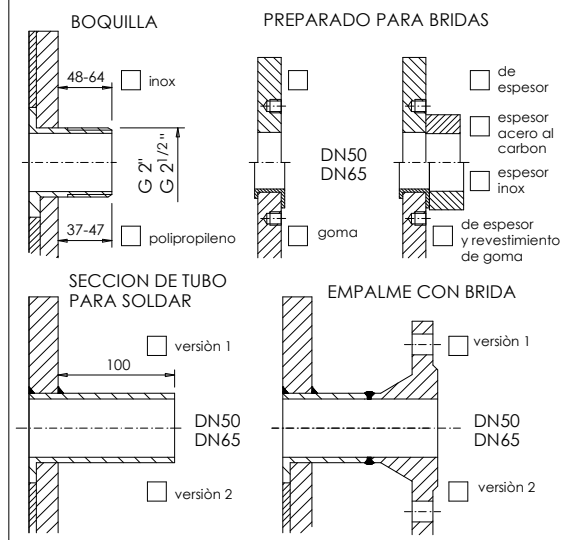 BOQUILLA
48-64
inox
G 2"
G 2 1/2"
37-47
polipropileno
PREPARADO PARA BRIDAS
DN50
DN65
goma
de
espesor
espesor
acero al
carbon
espesor
inox
de espesor
y revestimiento
de goma
SECCION DE TUBO
PARA SOLDAR
versiòn 1
100
DN50
DN65
versiòn 2
EMPALME CON BRIDA
versiòn 1
DN50
DN65
versiòn 2